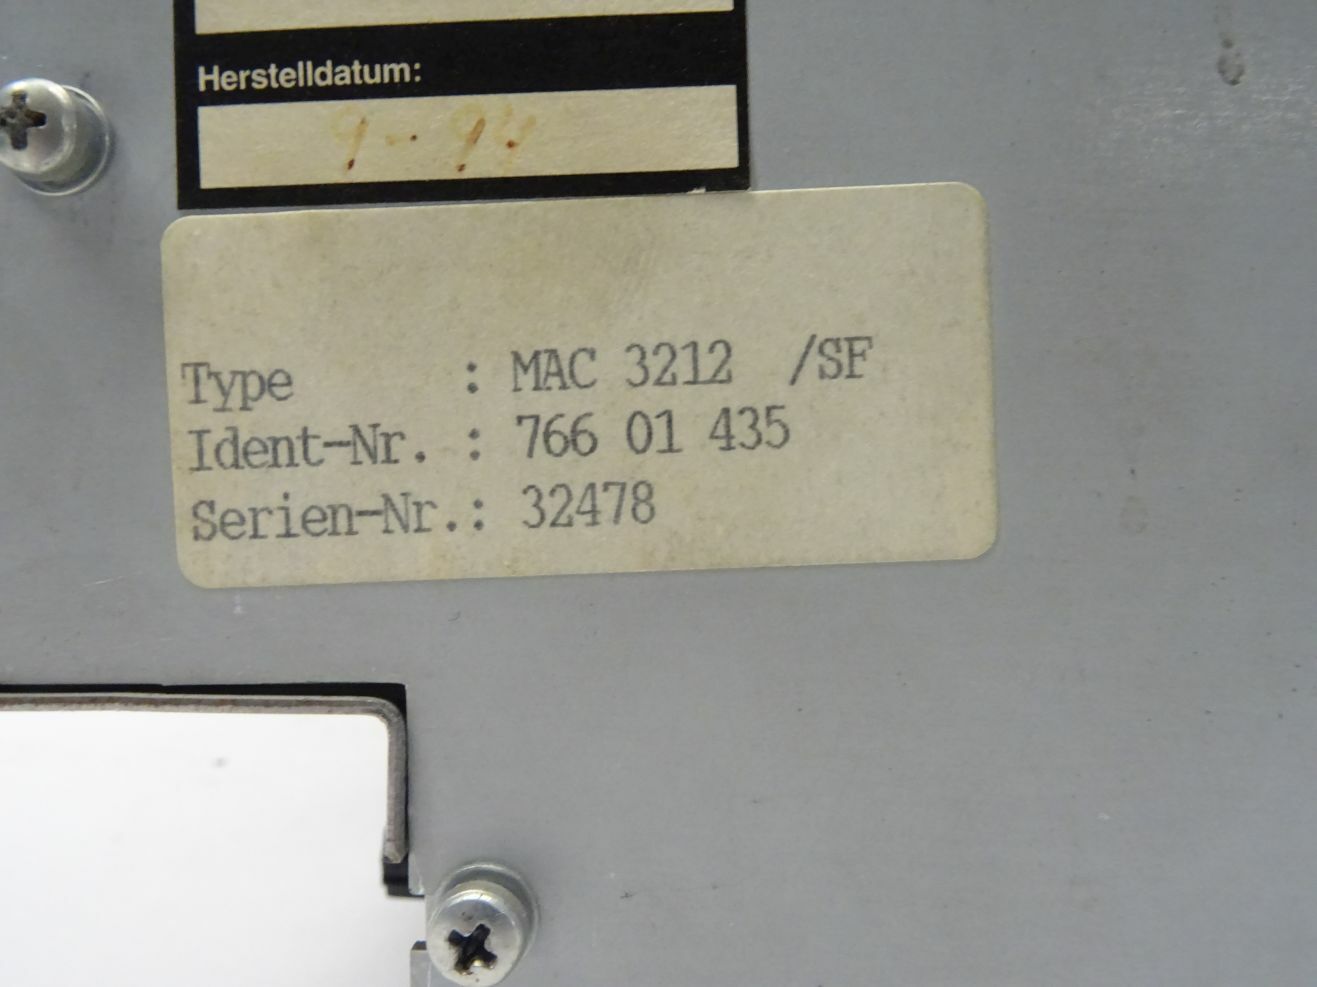 Herstelldatum:
9-94
Type : MAC 3212 /SF
Ident-Nr. : 766 01 435
Serien-Nr.: 32478